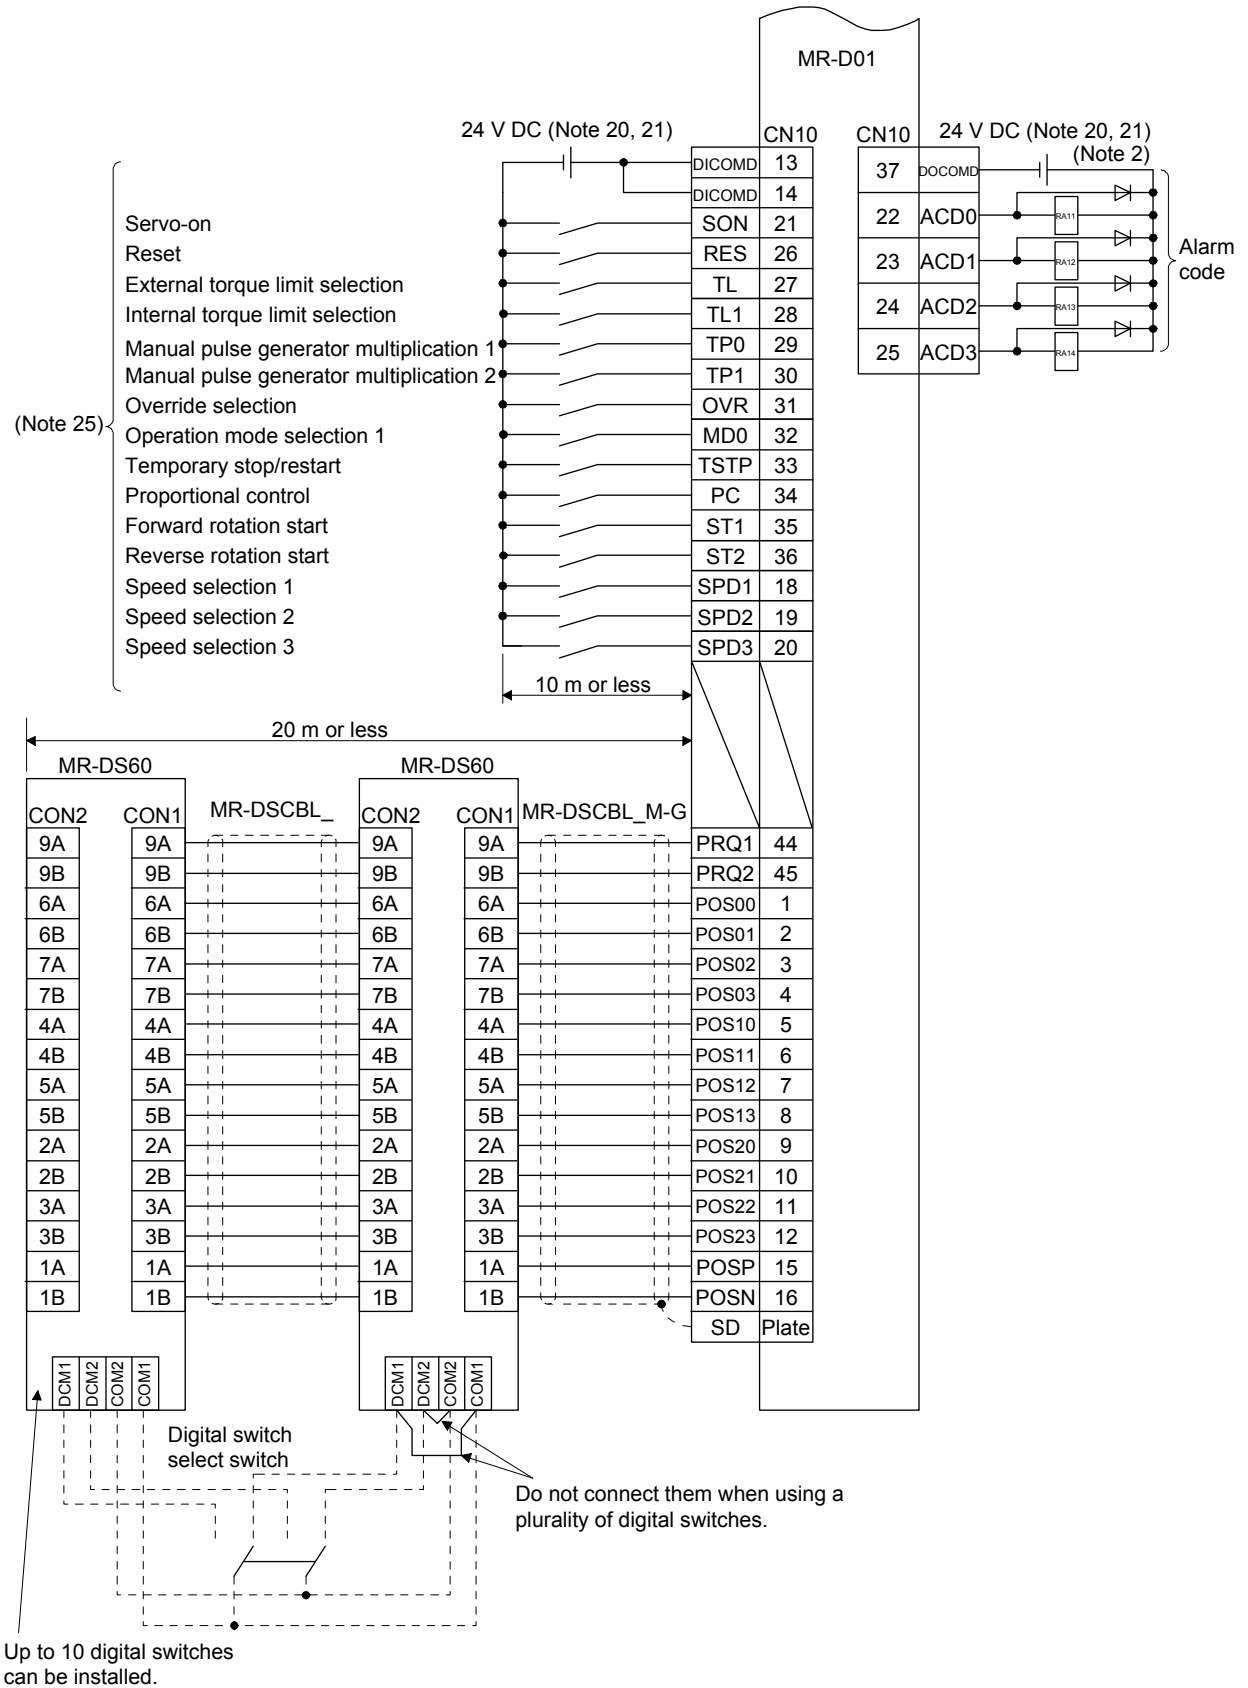 MR-D01
24 V DC (Note 20, 21)
CN10
CN10
24 V DC (Note 20, 21)
(Note 2)
DICOMD 13
DICOMD 14
Servo-on SON 21
Reset RES 26
External torque limit selection TL 27
Internal torque limit selection TL1 28
Manual pulse generator multiplication 1 TP0 29
Manual pulse generator multiplication 2 TP1 30
Override selection OVR 31
(Note 25)
Operation mode selection 1 MD0 32
Temporary stop/restart TSTP 33
Proportional control PC 34
Forward rotation start ST1 35
Reverse rotation start ST2 36
Speed selection 1 SPD1 18
Speed selection 2 SPD2 19
Speed selection 3 SPD3 20
37 DOCOMD
22 ACD0 RA11
23 ACD1 RA12
24 ACD2 RA13
25 ACD3 RA14
Alarm
code
10 m or less
20 m or less
MR-DS60
MR-DS60
CON2 CON1 MR-DSCBL_ CON2 CON1 MR-DSCBL_M-G
9A 9A 9A 9A PRQ1 44
9B 9B 9B 9B PRQ2 45
6A 6A 6A 6A POS00 1
6B 6B 6B 6B POS01 2
7A 7A 7A 7A POS02 3
7B 7B 7B 7B POS03 4
4A 4A 4A 4A POS10 5
4B 4B 4B 4B POS11 6
5A 5A 5A 5A POS12 7
5B 5B 5B 5B POS13 8
2A 2A 2A 2A POS20 9
2B 2B 2B 2B POS21 10
3A 3A 3A 3A POS22 11
3B 3B 3B 3B POS23 12
1A 1A 1A 1A POSP 15
1B 1B 1B 1B POSN 16
SD Plate
DCM1 DCM2 COM2 COM1
DCM1 DCM2 COM2 COM1
Digital switch
select switch
Do not connect them when using a
plurality of digital switches.
Up to 10 digital switches
can be installed.